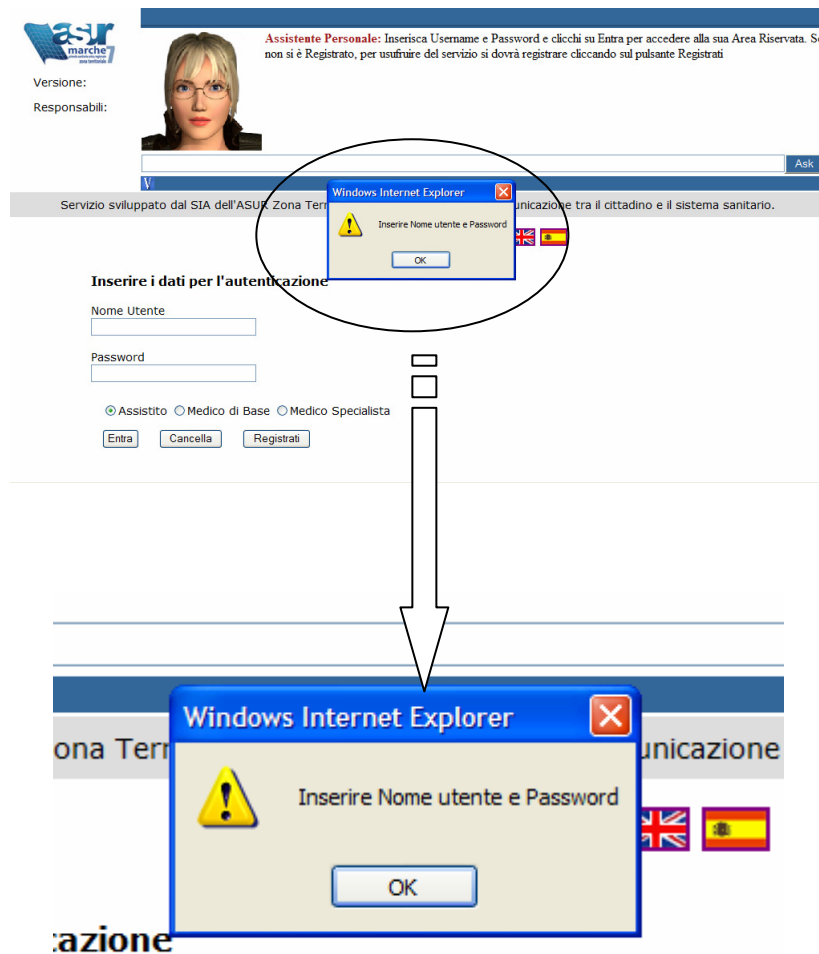 asur
marche 7
zona territoriale
Assistente Personale: Inserisca Username e Password e clicchi su Entra per accedere alla sua Area Riservata. Se
non si è Registrato, per usufruire del servizio si dovrà registrare cliccando sul pulsante Registrati
Versione:
Responsabili:
Ask
V
Servizio sviluppato dal SIA dell'ASUR Zona Terr
unicazione tra il cittadino e il sistema sanitario.
Windows Internet Explorer
Inserire Nome utente e Password
OK
Inserire i dati per l'autenticazione
Nome Utente
Password
Assistito Medico di Base Medico Specialista
Entra Cancella Registrati
Windows Internet Explorer
ona Terr
unicazione
Inserire Nome utente e Password
OK
cazione